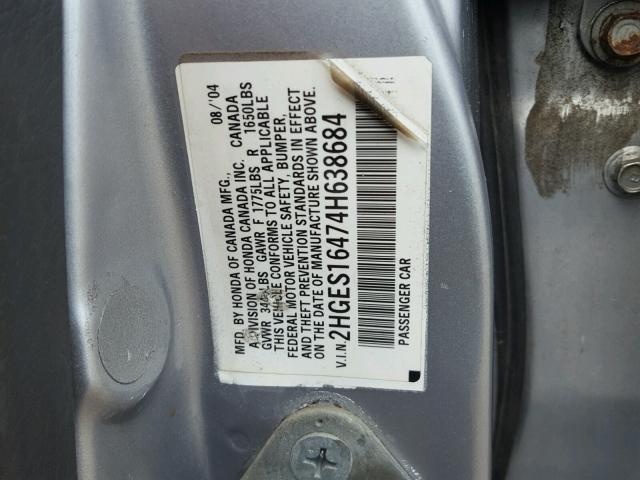 MFG. BY HONDA OF CANADA MFG., 08/'04
A DIVISION OF HONDA CANADA INC. CANADA
GVWR LBS GAWR F 1775LBS R 1650LBS
THIS VEHICLE CONFORMS TO ALL APPLICABLE
FEDERAL MOTOR VEHICLE SAFETY, BUMPER,
AND THEFT PREVENTION STANDARDS IN EFFECT
ON THE DATE OF MANUFACTURE SHOWN ABOVE.
V.I.N. 2HGES16474H638684
PASSENGER CAR